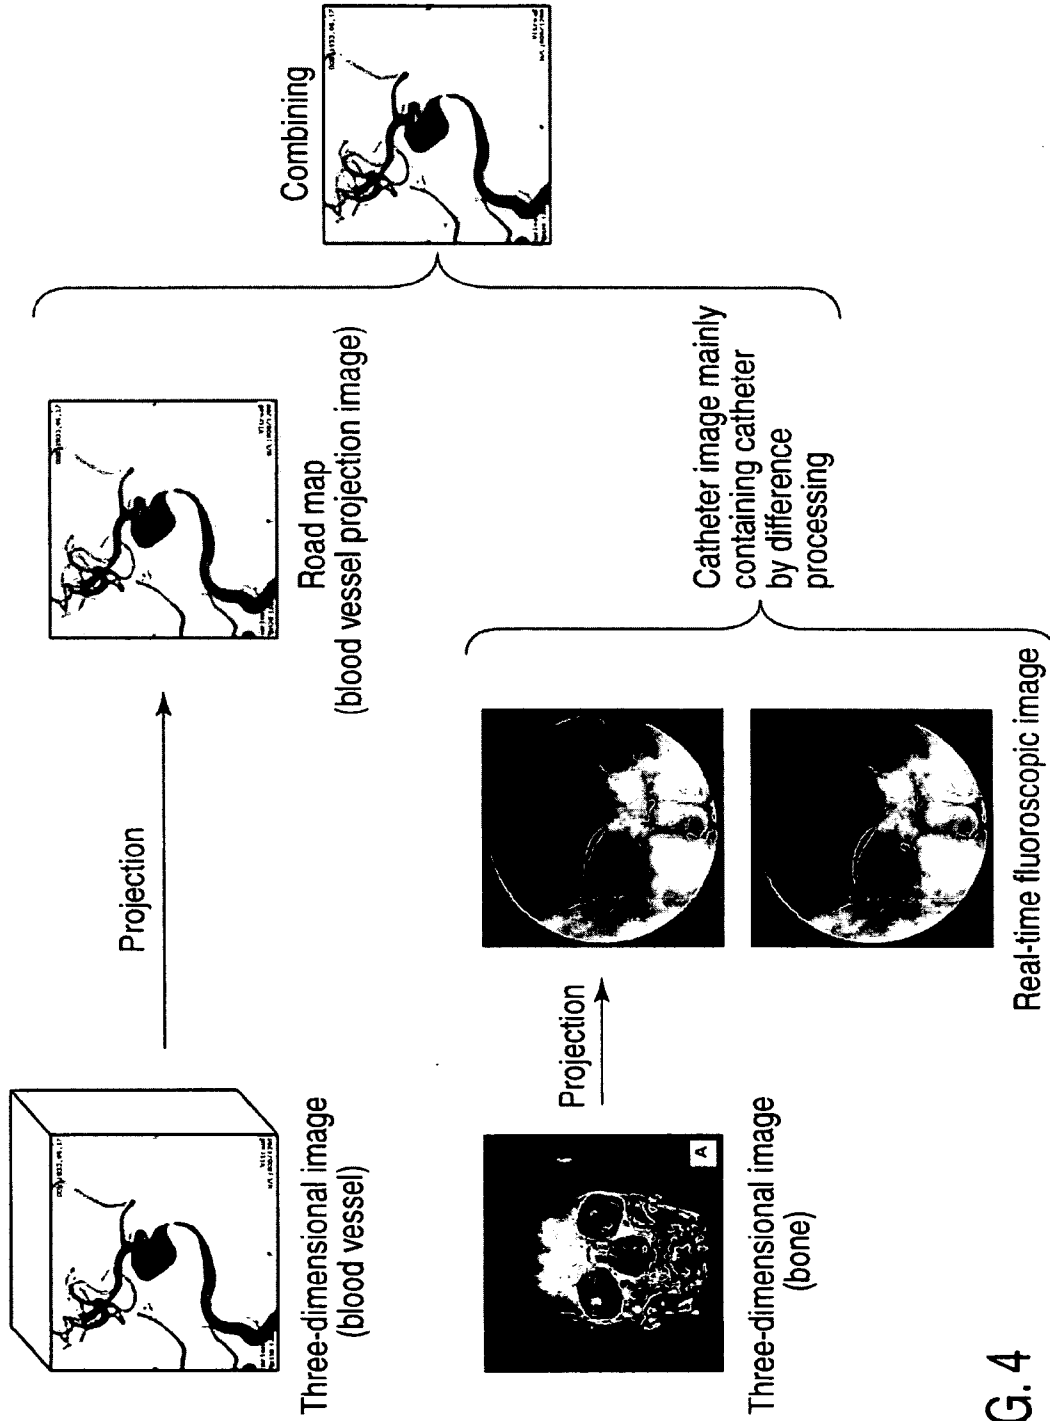 Three-dimensional image
(blood vessel)
Projection
Road map
(blood vessel projection image)
Combining
Three-dimensional image
(bone)
A
Projection
Real-time fluoroscopic image
Catheter image mainly
containing catheter
by difference
processing
G. 4